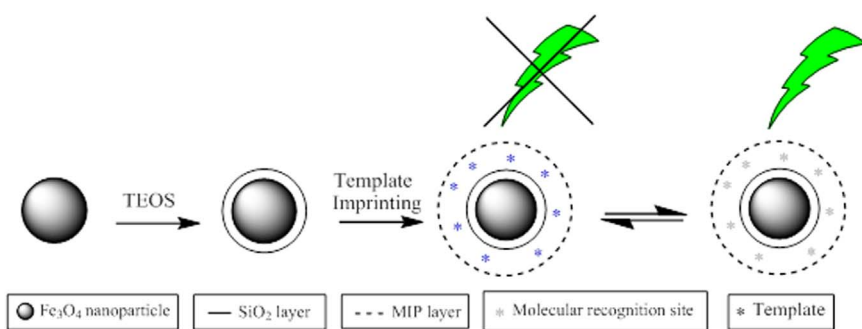 TEOS
Template
Imprinting
Fe₃O₄ nanoparticle
SiO₂ layer
MIP layer
Molecular recognition site
Template